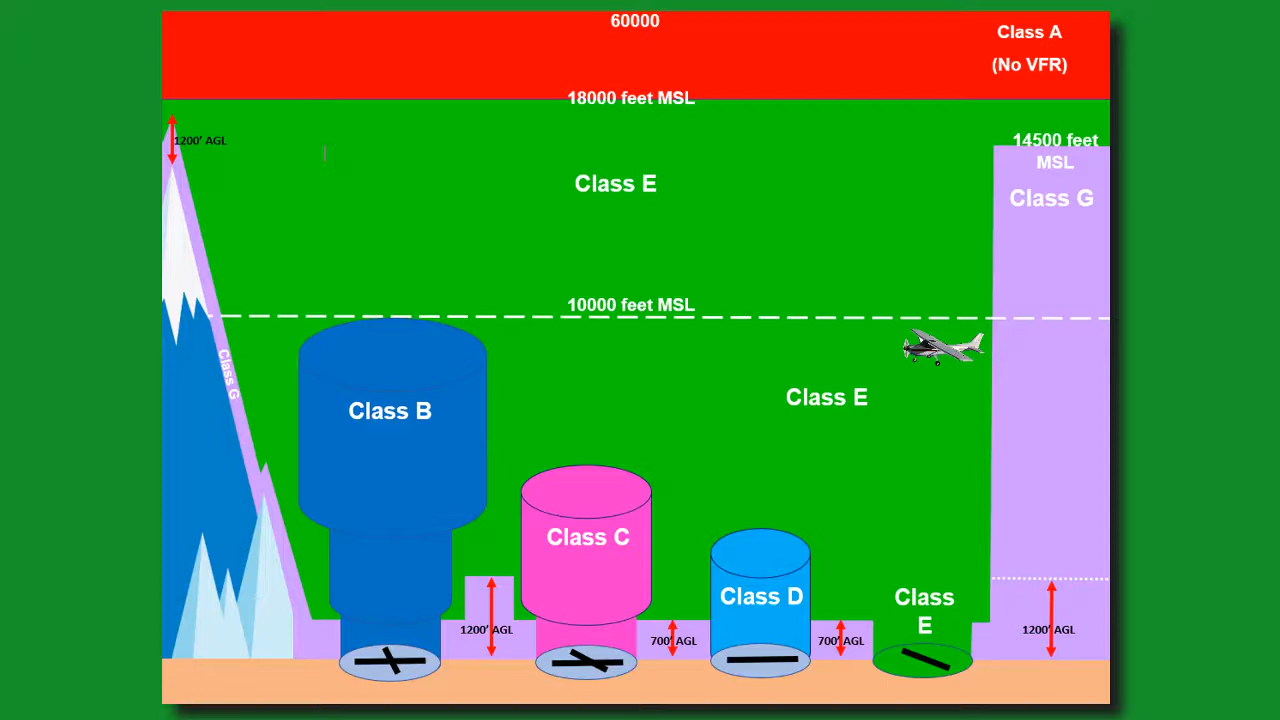 60000
Class A
(No VFR)
18000 feet MSL
1200' AGL
14500 feet
MSL
Class E
Class G
10000 feet MSL
Class G
Class E
Class B
Class C
Class D
Class
E
1200' AGL
700' AGL
700' AGL
1200' AGL